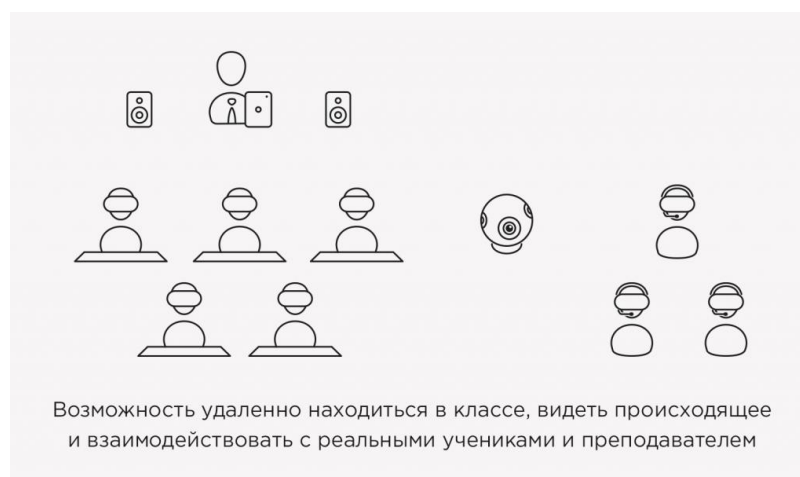 Возможность удаленно находиться в классе, видеть происходящее
и взаимодействовать с реальными учениками и преподавателем